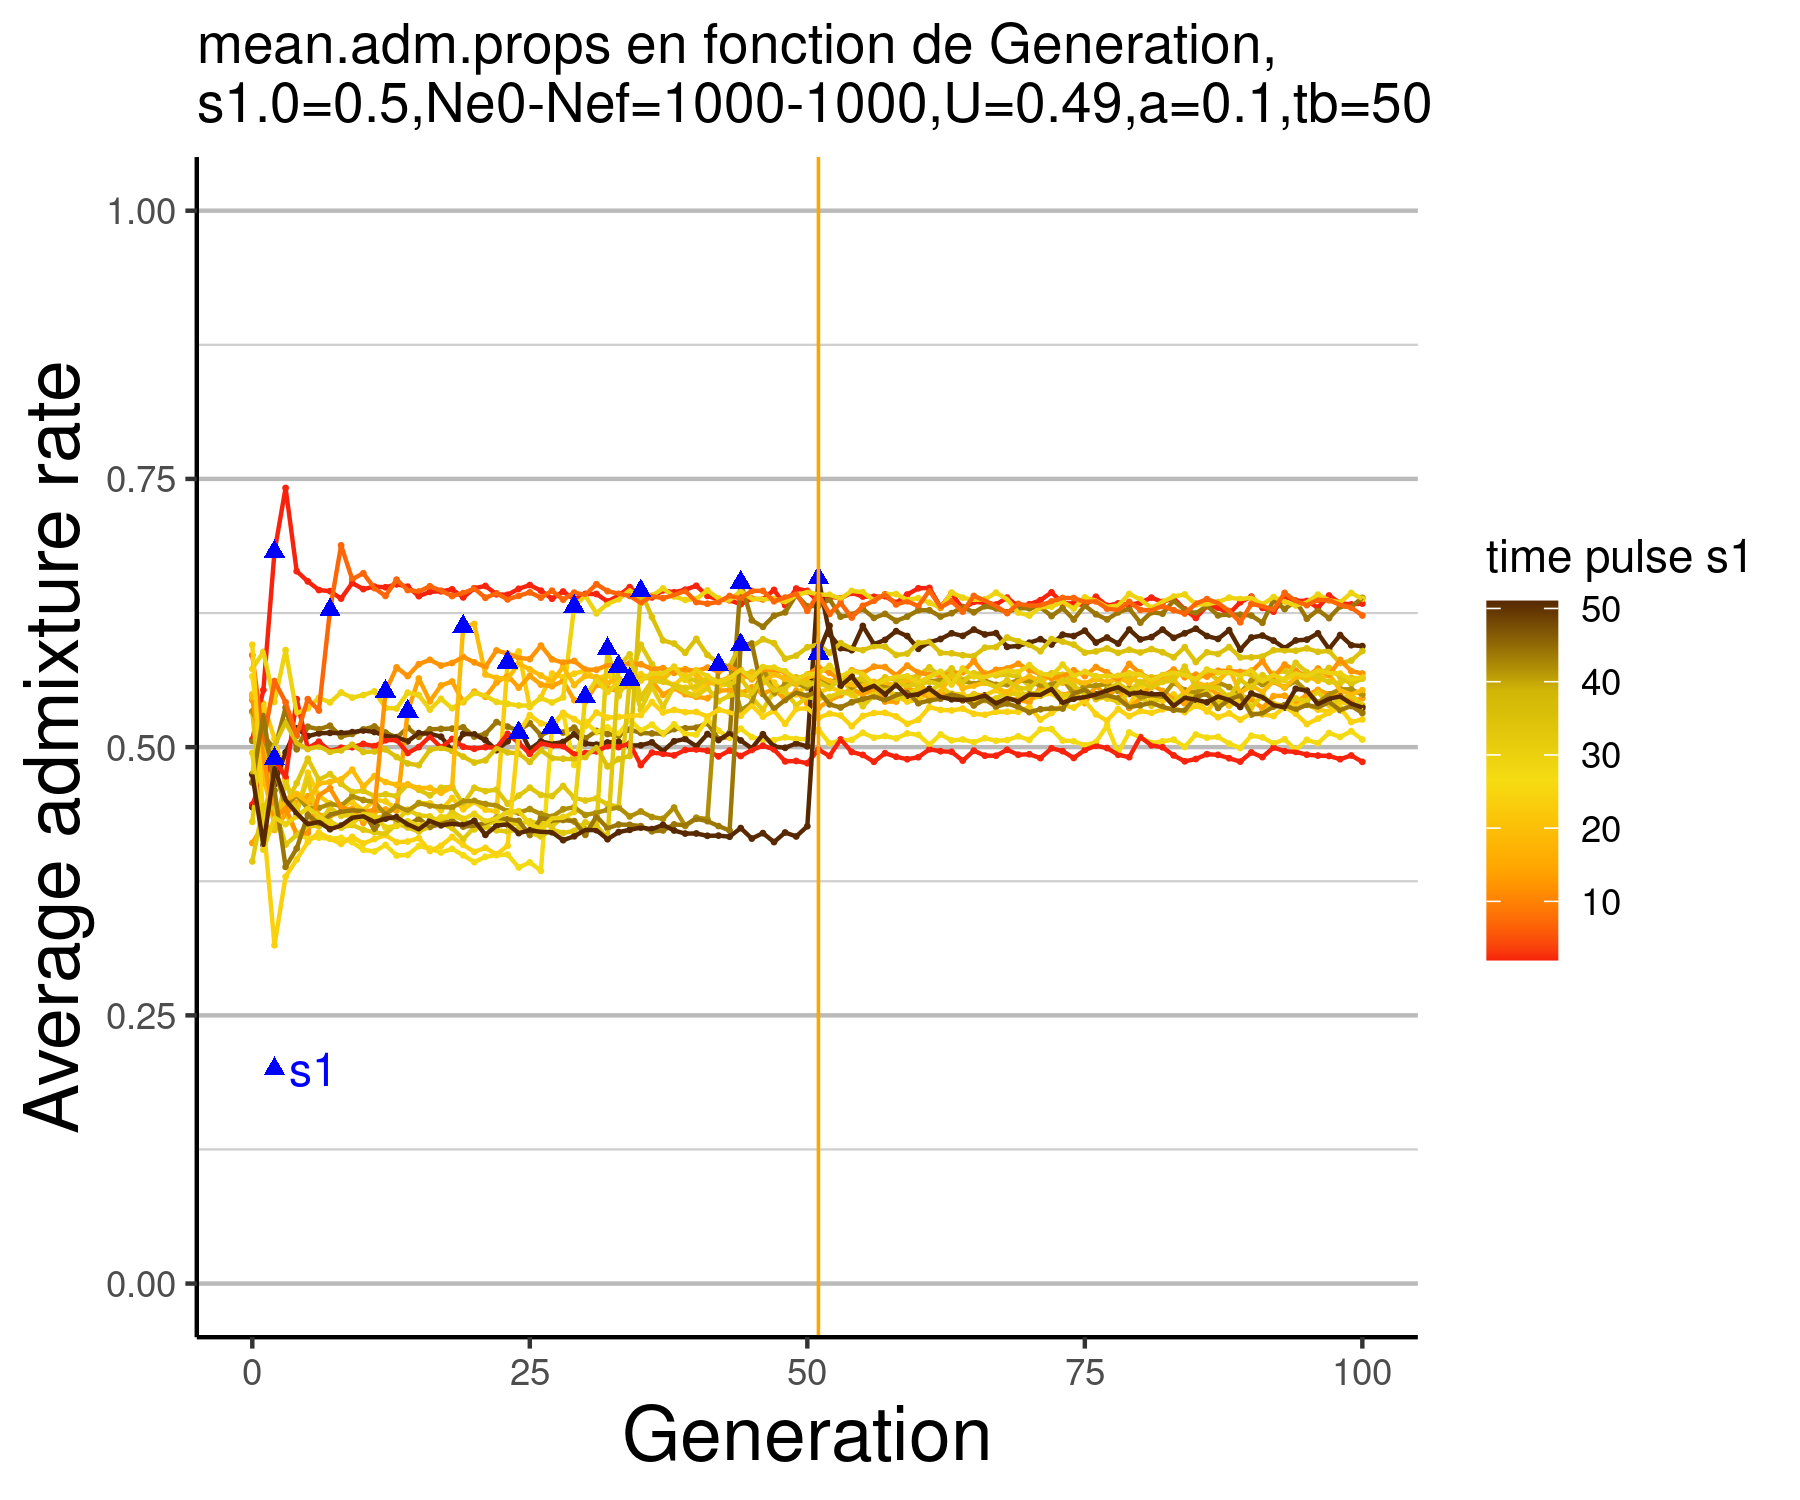 mean.adm.props en fonction de Generation,
s1.0=0.5,Ne0-Nef=1000-1000,U=0.49,a=0.1,tb=50
Average admixture rate
1.00
0.75
0.50
0.25
0.00
s1
0 25 50 75 100
Generation
time pulse s1
50
40
30
20
10